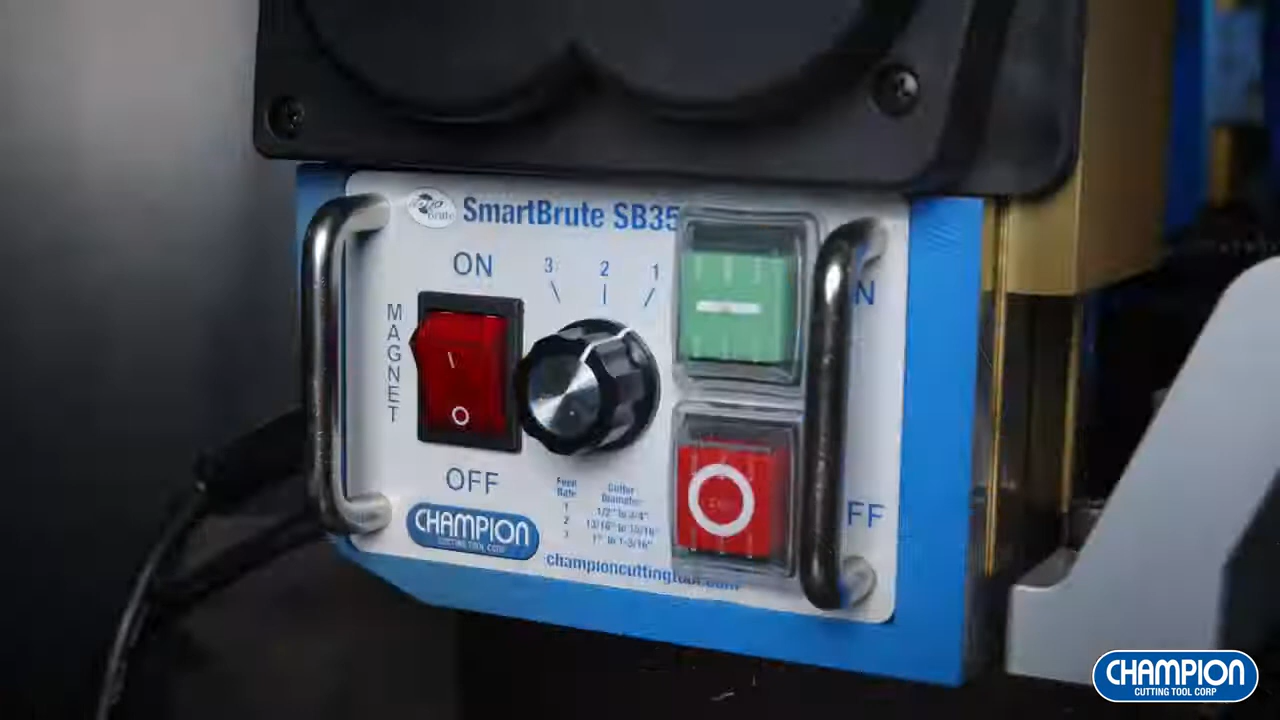 SmartBrute SB35
ON
3 2 1
MAGNET
OFF
Feed Rate
Cutter Diameter
1 1/2" to 3/4"
2 13/16" to 15/16"
3 1" to 1-3/16"
CHAMPION
CUTTING TOOL CORP
championcuttingtool.com
N
FF
CHAMPION
CUTTING TOOL CORP